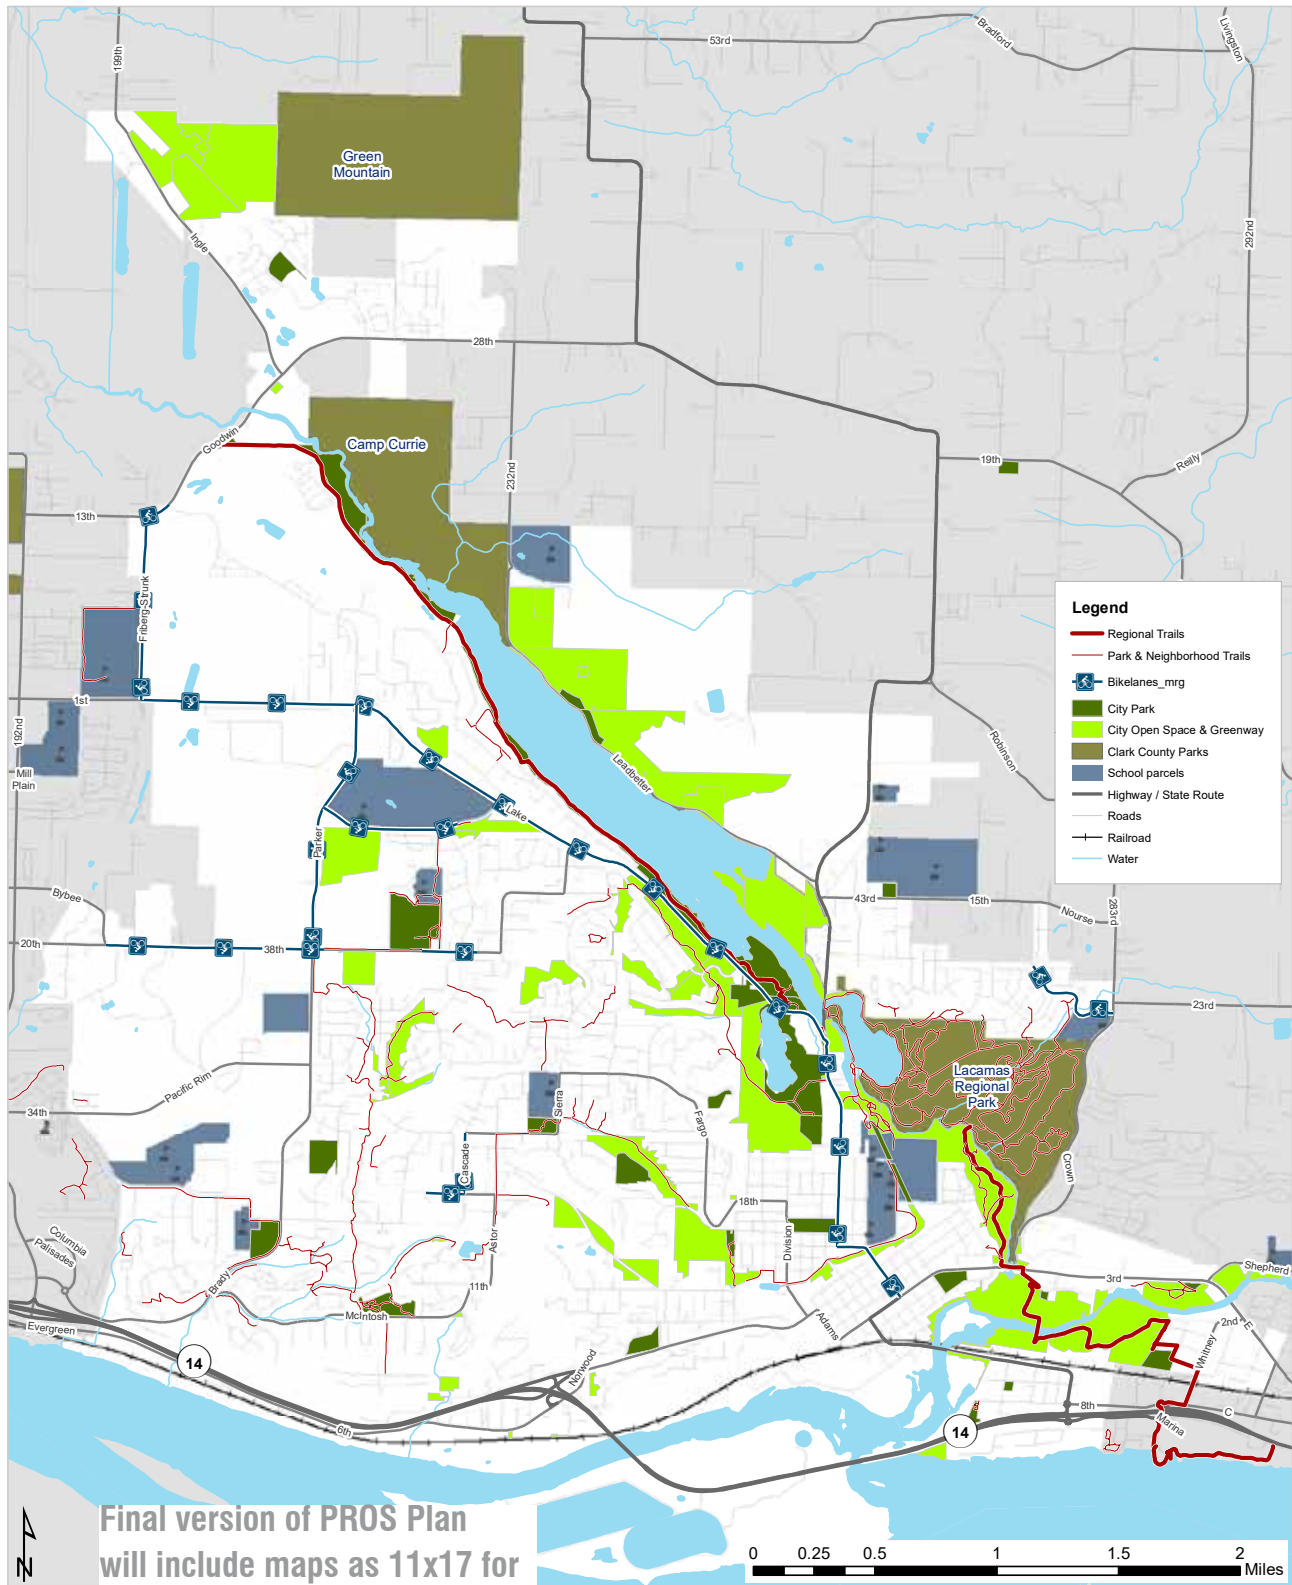 53rd
Bradford
Livingston
199th
Green
Mountain
292nd
Ingle
28th
Goodwin
Camp Currie
232nd
19th
Reilly
13th
Friberg-Strunk
1st
192nd
Mill
Plain
Leadbetter
Robinson
Lake
Parker
Legend
Regional Trails
Park & Neighborhood Trails
Bikelanes_mrg
City Park
City Open Space & Greenway
Clark County Parks
School parcels
Highway / State Route
Roads
Railroad
Water
Bybee
20th
38th
43rd
15th
Nourse
283rd
23rd
Pacific Rim
34th
Lacamas
Regional
Park
Sierra
Fargo
Cascade
Crown
18th
Columbia
Palisades
Astor
Division
Brady
11th
McIntosh
Shepherd
3rd
Evergreen
14
Adams
2nd
E
Whitney
Norwood
6th
8th
C
Marina
14
N
Final version of PROS Plan
will include maps as 11x17 for
0 0.25 0.5 1 1.5 2
Miles